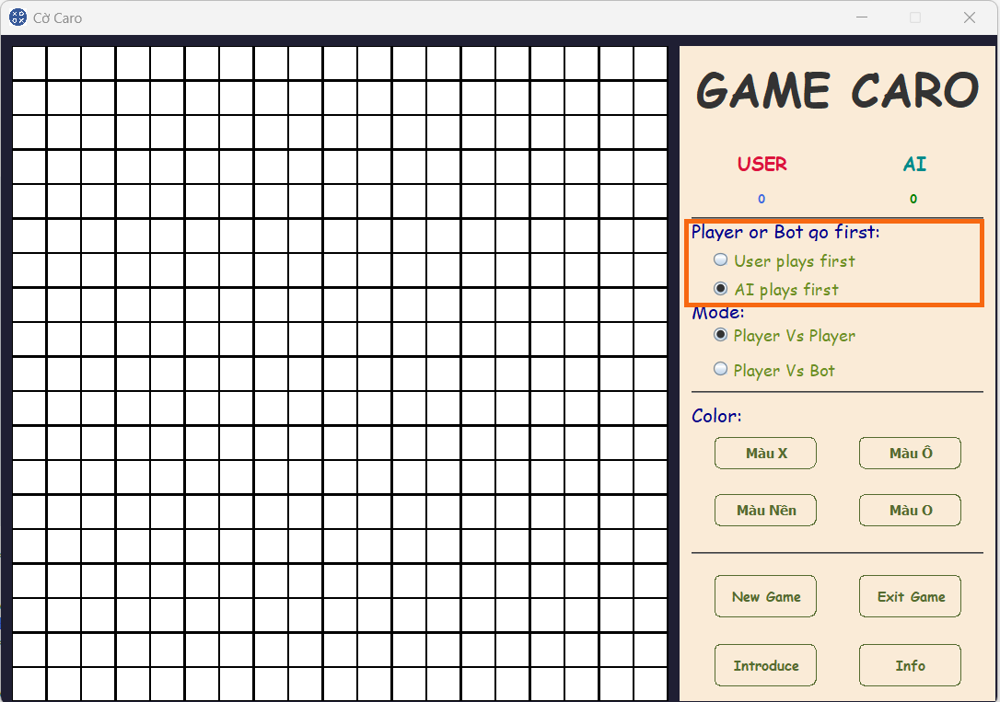 Cờ Caro
GAME CARO
USER AI
0 0
Player or Bot go first:
User plays first
AI plays first
Mode:
Player Vs Player
Player Vs Bot
Color:
Màu X Màu Ô
Màu Nền Màu O
New Game Exit Game
Introduce Info